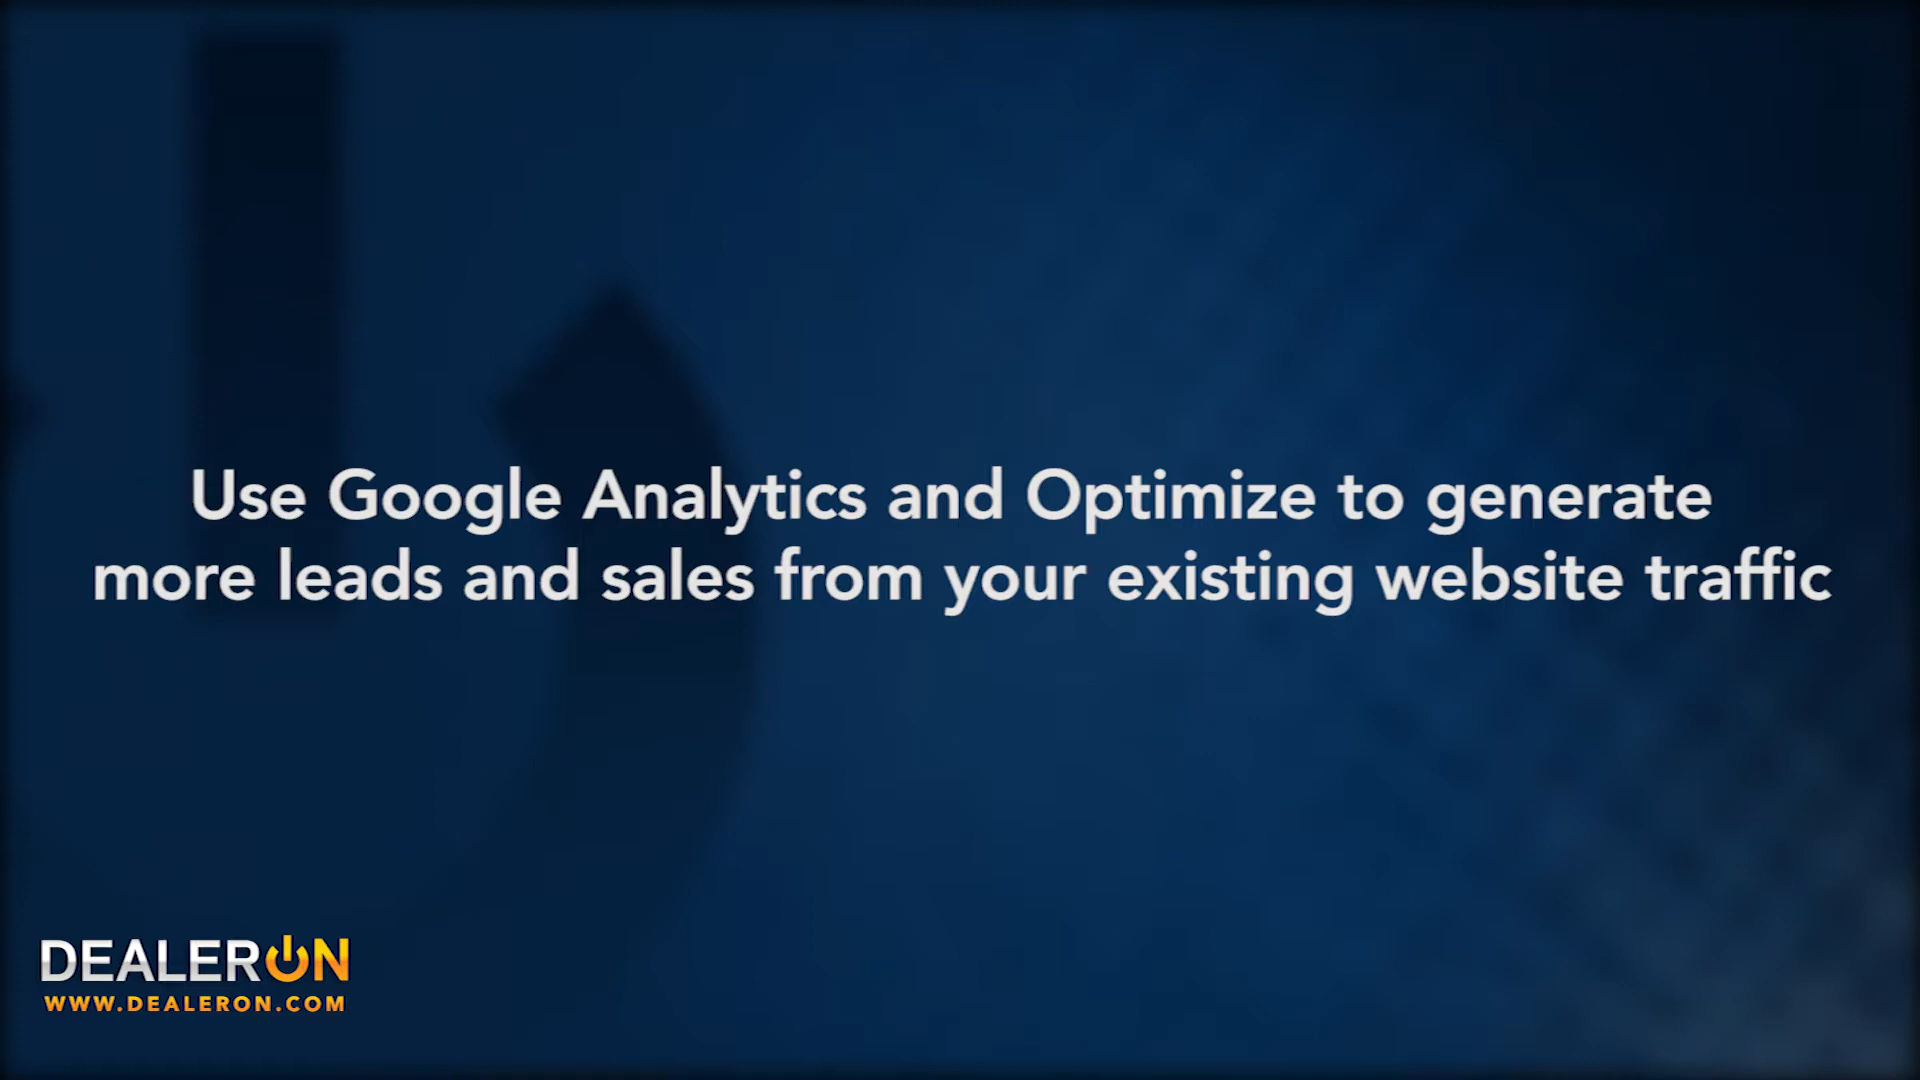 Use Google Analytics and Optimize to generate
more leads and sales from your existing website traffic
DEALERON
WWW.DEALERON.COM